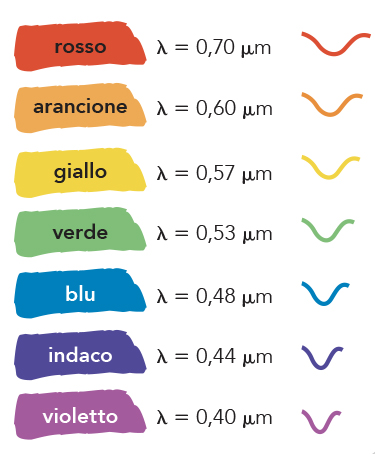 rosso λ = 0,70 μm
arancione λ = 0,60 μm
giallo λ = 0,57 μm
verde λ = 0,53 μm
blu λ = 0,48 μm
indaco λ = 0,44 μm
violetto λ = 0,40 μm